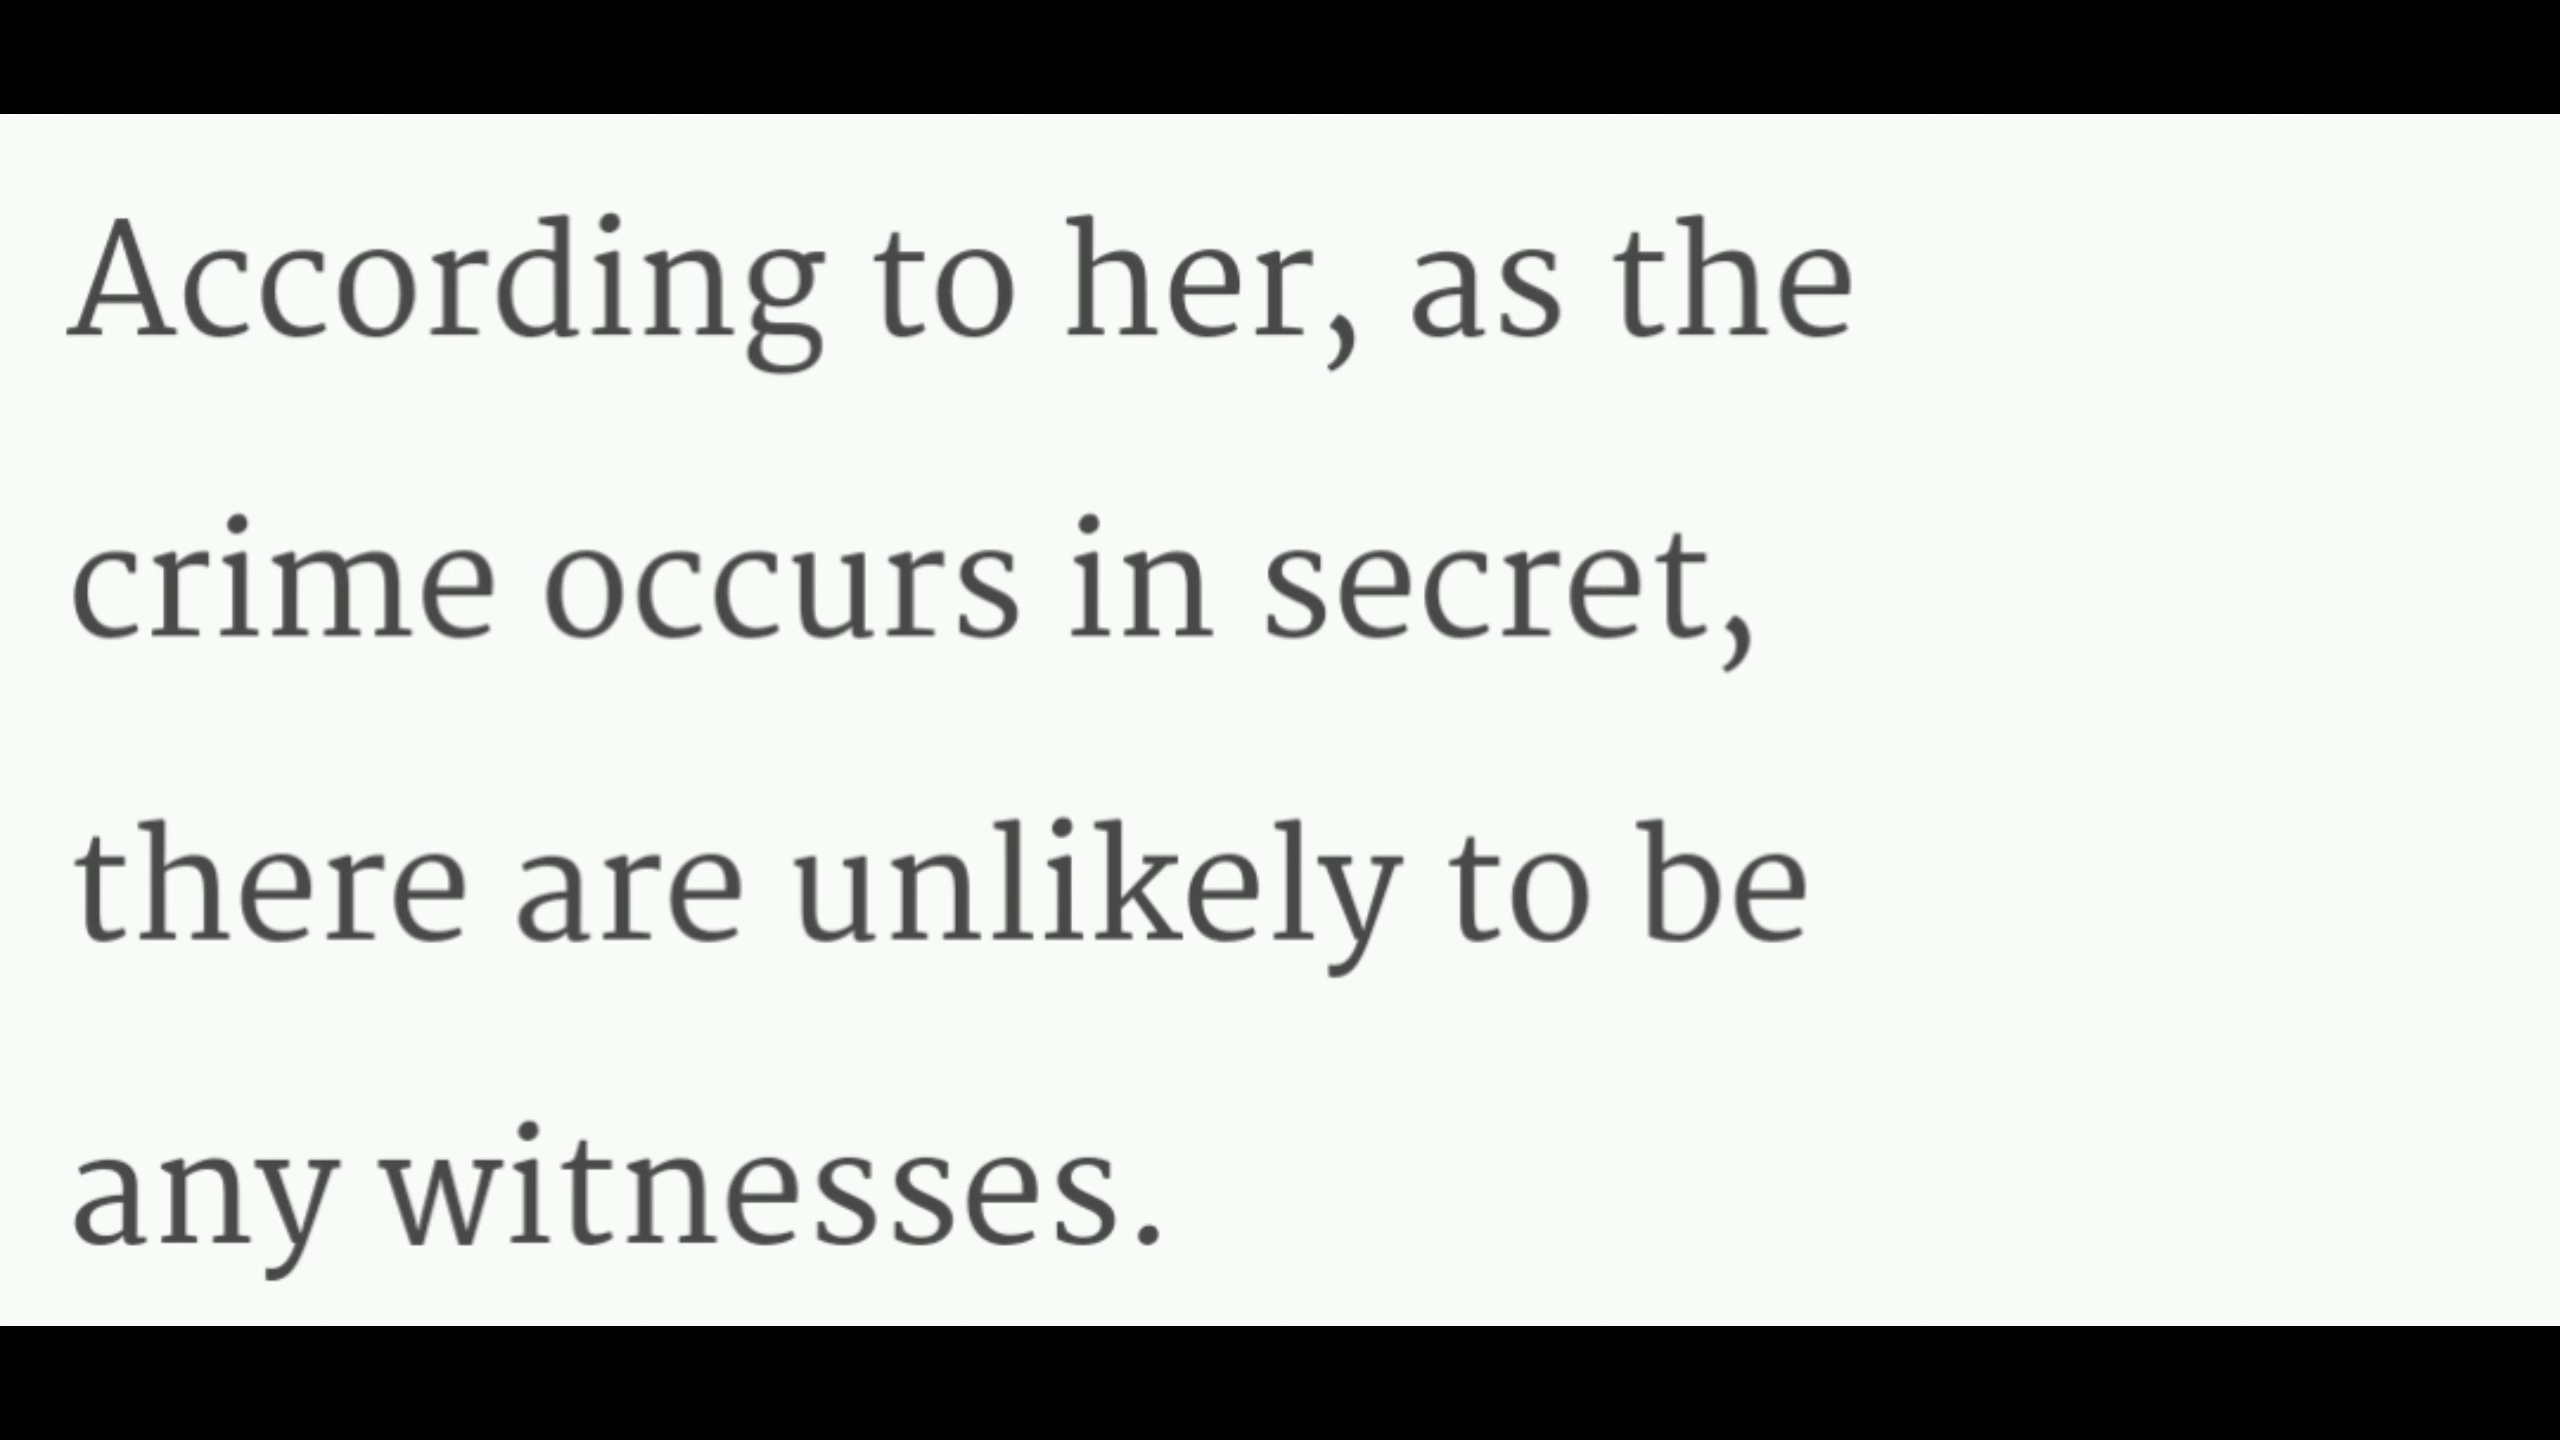 According to her, as the
crime occurs in secret,
there are unlikely to be
any witnesses.